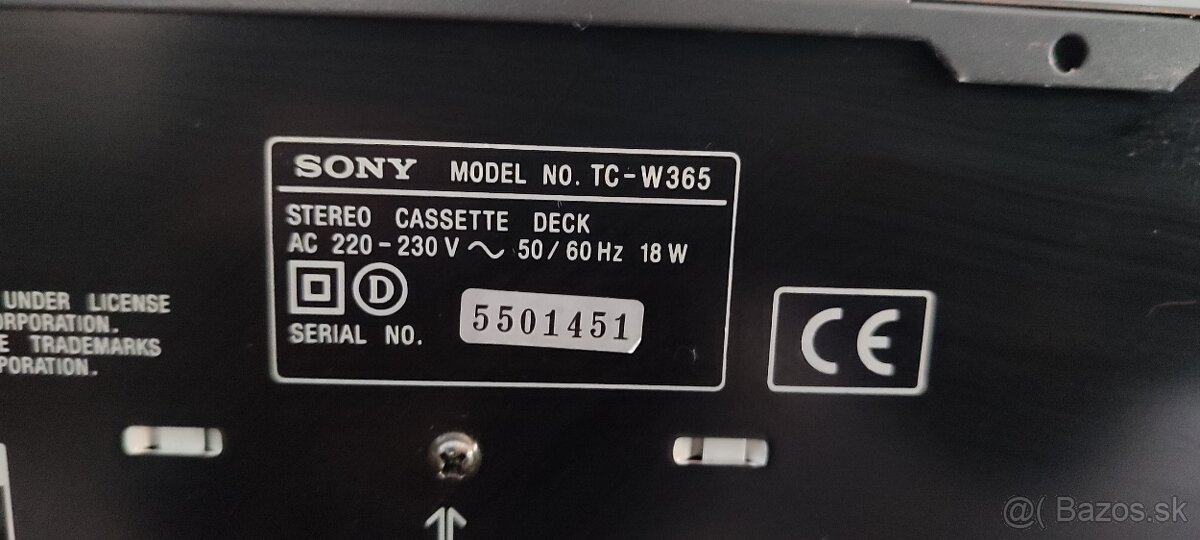 SONY MODEL NO. TC-W365
STEREO CASSETTE DECK
AC 220-230 V ~ 50/60 Hz 18 W
D
SERIAL NO. 5501451
CE
UNDER LICENSE
ORPORATION.
E TRADEMARKS
PORATION.
@( Bazos.sk